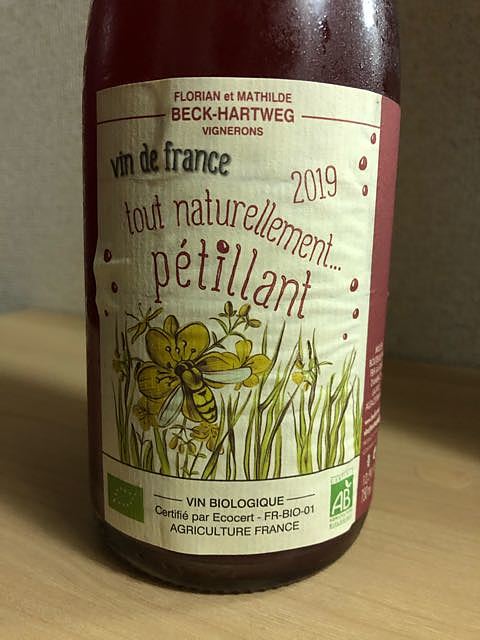 FLORIAN et MATHILDE
BECK-HARTWEG
VIGNERONS
vin de france
2019
tout naturellement...
pétillant
VIN BIOLOGIQUE
Certifié par Ecocert - FR-BIO-01
AGRICULTURE FRANCE
AB